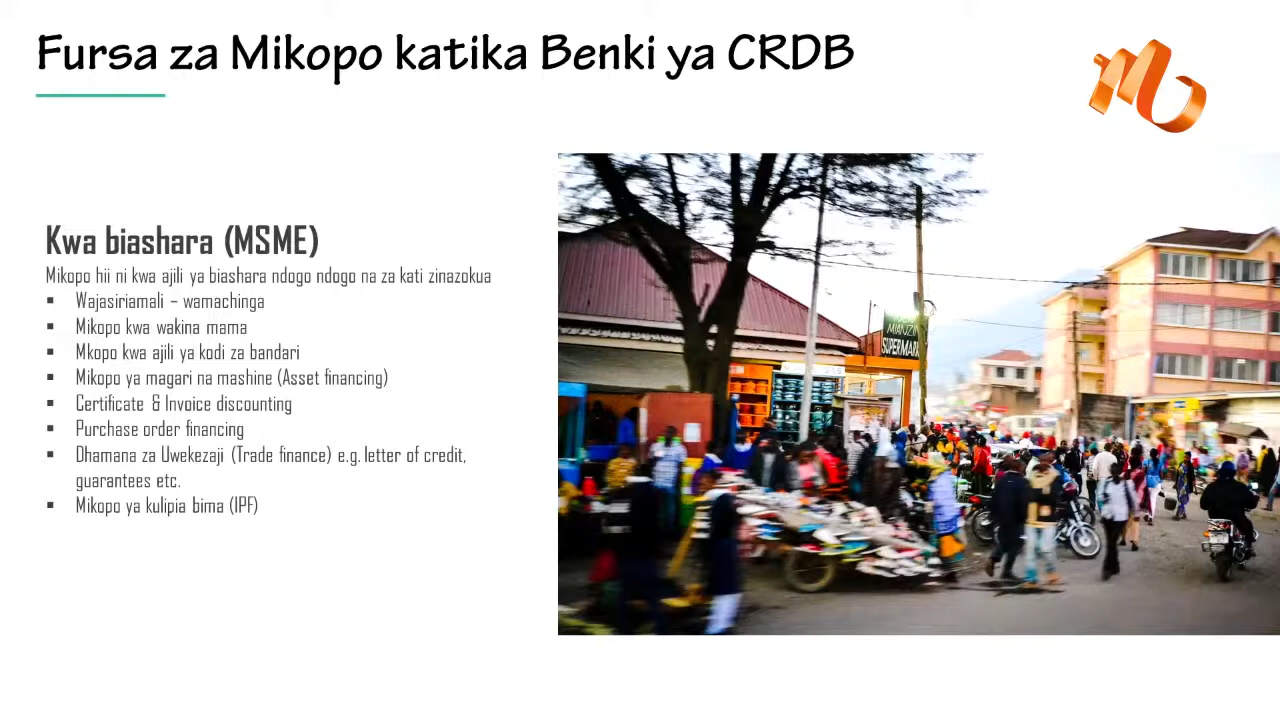 Fursa za Mikopo katika Benki ya CRDB
Kwa biashara (MSME)
Mikopo hii ni kwa ajili ya biashara ndogo ndogo na za kati zinazokua
▪ Wajasiriamali – wamachinga
▪ Mikopo kwa wakina mama
▪ Mkopo kwa ajili ya kodi za bandari
▪ Mikopo ya magari na mashine (Asset financing)
▪ Certificate & Invoice discounting
▪ Purchase order financing
▪ Dhamana za Uwekezaji (Trade finance) e.g. letter of credit,
guarantees etc.
▪ Mikopo ya kulipia bima (IPF)
MIANZINI
SUPERMARK